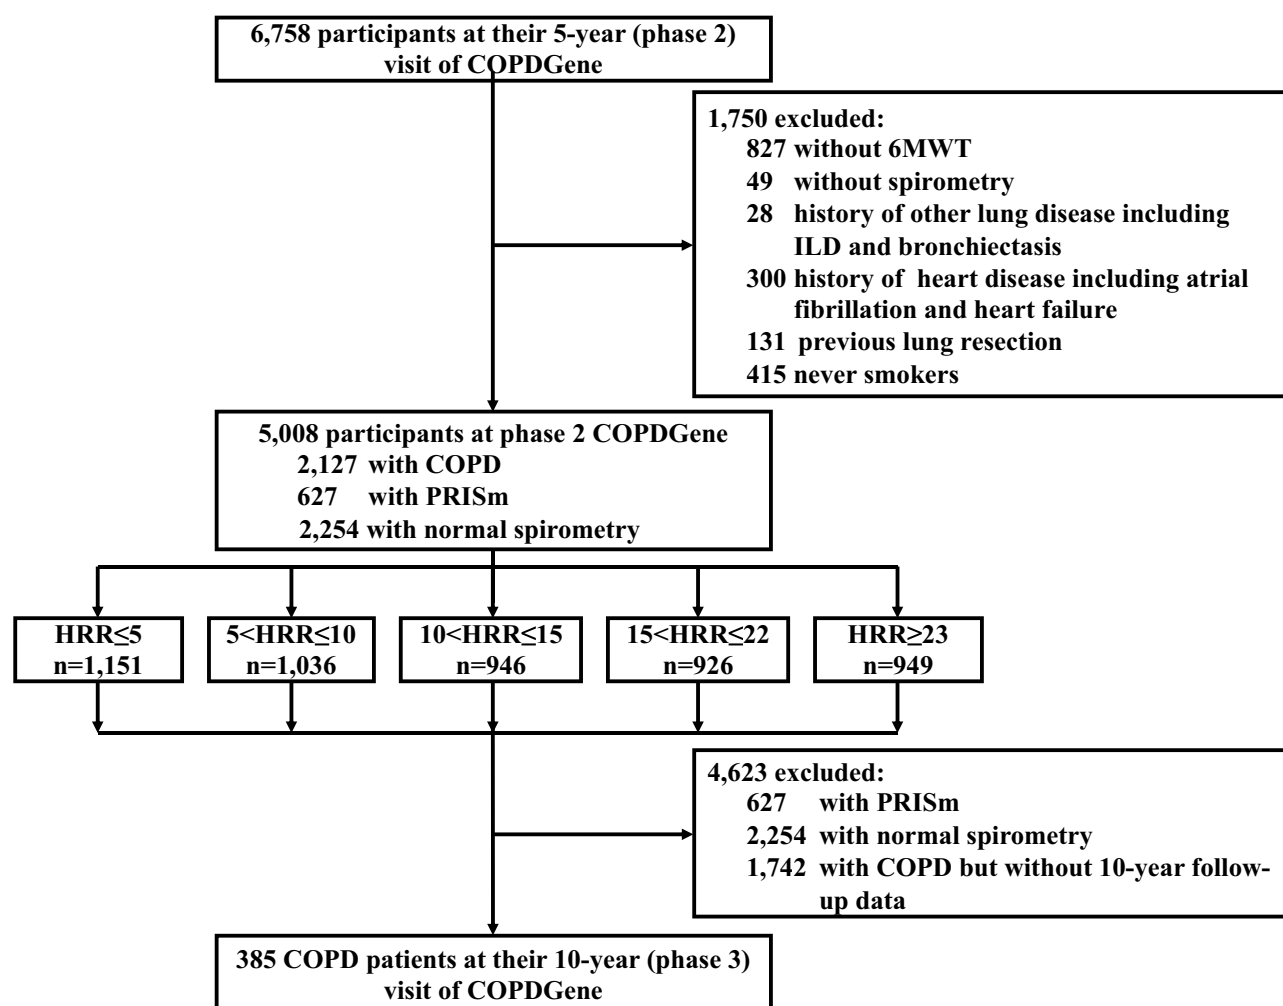 6,758 participants at their 5-year (phase 2)
visit of COPDGene
1,750 excluded:
827 without 6MWT
49 without spirometry
28 history of other lung disease including
ILD and bronchiectasis
300 history of heart disease including atrial
fibrillation and heart failure
131 previous lung resection
415 never smokers
5,008 participants at phase 2 COPDGene
2,127 with COPD
627 with PRISm
2,254 with normal spirometry
HRR≤5
n=1,151
5<HRR≤10
n=1,036
10<HRR≤15
n=946
15<HRR≤22
n=926
HRR≥23
n=949
4,623 excluded:
627 with PRISm
2,254 with normal spirometry
1,742 with COPD but without 10-year follow-
up data
385 COPD patients at their 10-year (phase 3)
visit of COPDGene